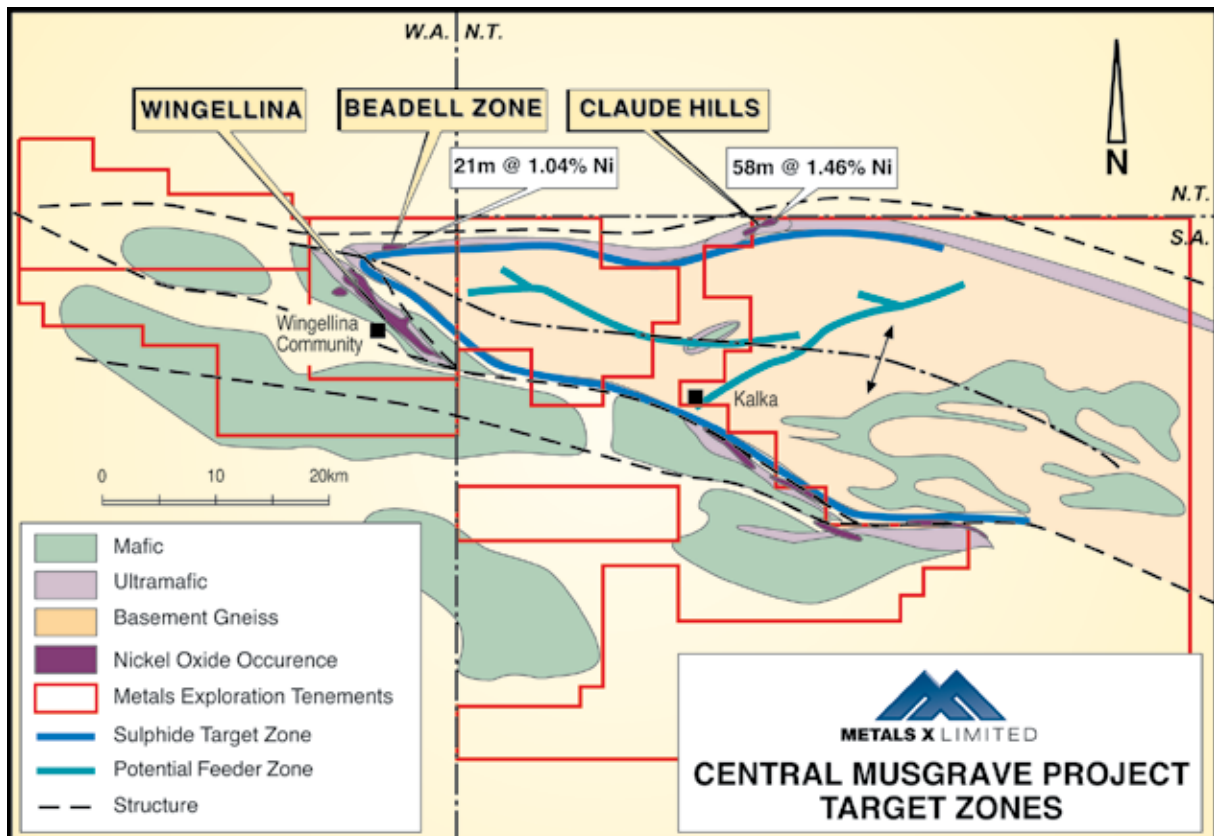 W.A. N.T.
WINGELLINA
BEADELL ZONE
CLAUDE HILLS
21m @ 1.04% Ni
58m @ 1.46% Ni
N
N.T.
S.A.
Wingellina
Community
Kalka
0 10 20km
Mafic
Ultramafic
Basement Gneiss
Nickel Oxide Occurence
Metals Exploration Tenements
Sulphide Target Zone
Potential Feeder Zone
Structure
METALS X LIMITED
CENTRAL MUSGRAVE PROJECT
TARGET ZONES